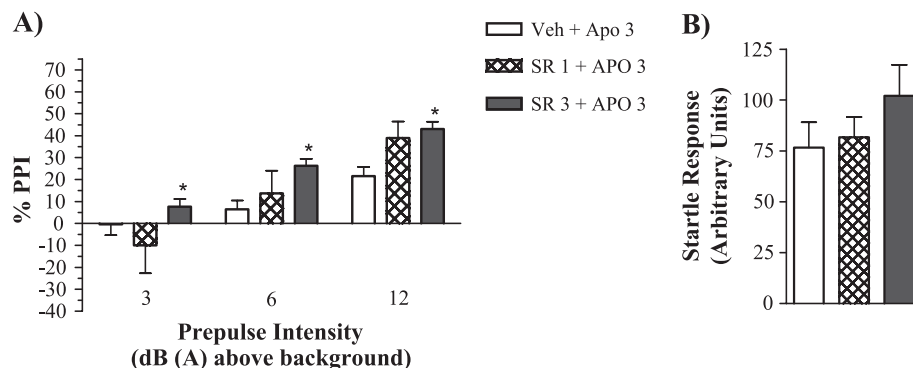 A)
Veh + Apo 3
SR 1 + APO 3
SR 3 + APO 3
% PPI
70
60
50
40
30
20
10
0
-10
-20
-30
-40
*
*
*
3 6 12
Prepulse Intensity
(dB (A) above background)
B)
Startle Response
(Arbitrary Units)
125
100
75
50
25
0